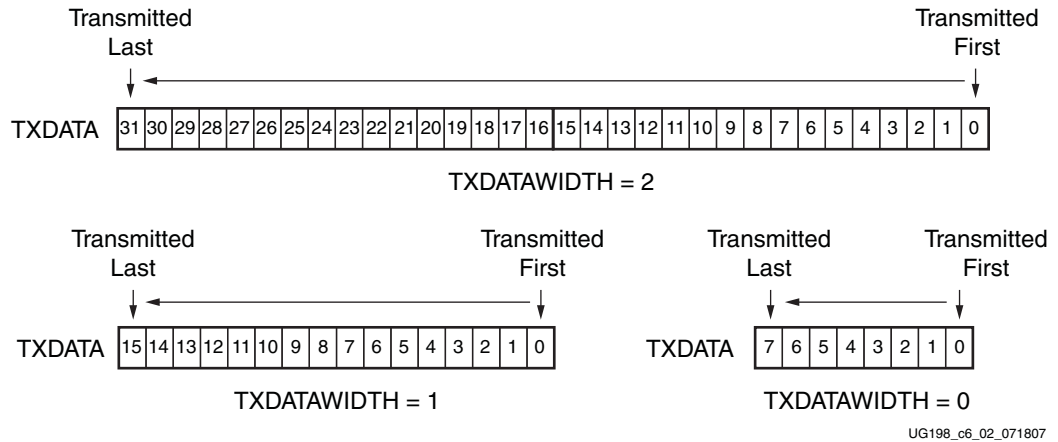 Transmitted Last Transmitted First
TXDATA 31 30 29 28 27 26 25 24 23 22 21 20 19 18 17 16 15 14 13 12 11 10 9 8 7 6 5 4 3 2 1 0
TXDATAWIDTH = 2
Transmitted Last Transmitted First
TXDATA 15 14 13 12 11 10 9 8 7 6 5 4 3 2 1 0
TXDATAWIDTH = 1
Transmitted Last Transmitted First
TXDATA 7 6 5 4 3 2 1 0
TXDATAWIDTH = 0
UG198_c6_02_071807